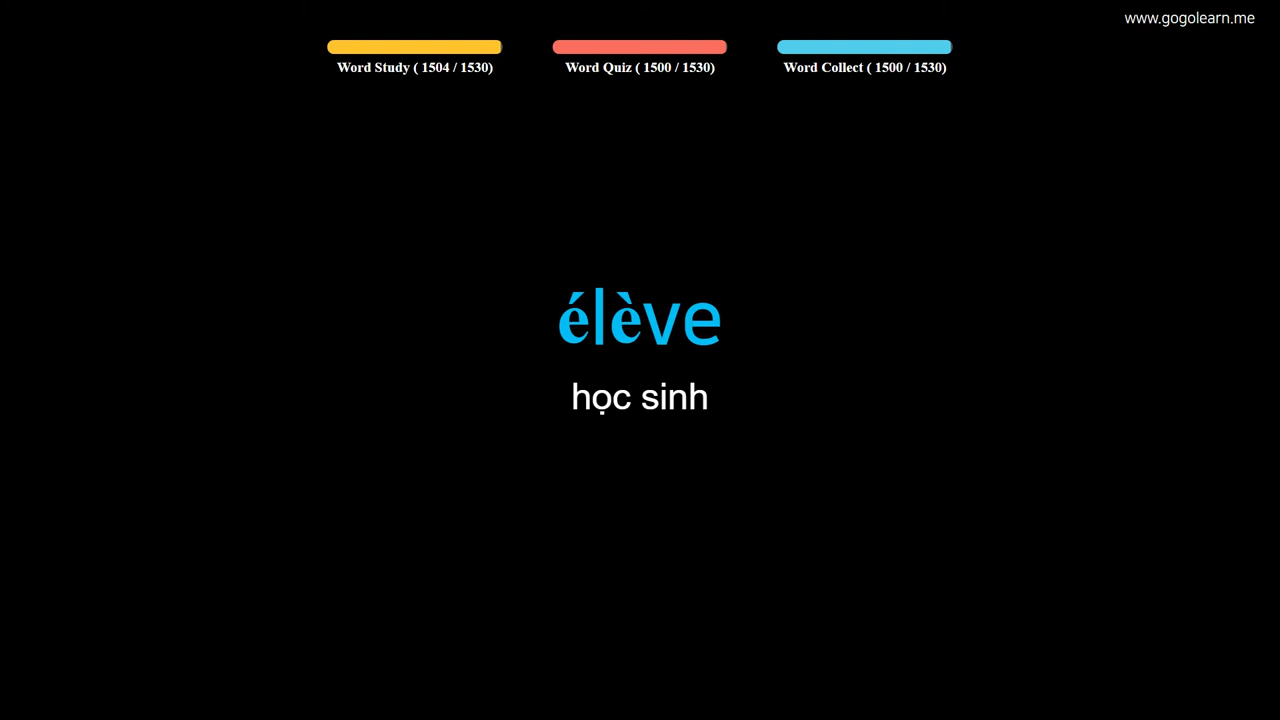 www.gogolearn.me
Word Study ( 1504 / 1530)
Word Quiz ( 1500 / 1530)
Word Collect ( 1500 / 1530)
élève
học sinh